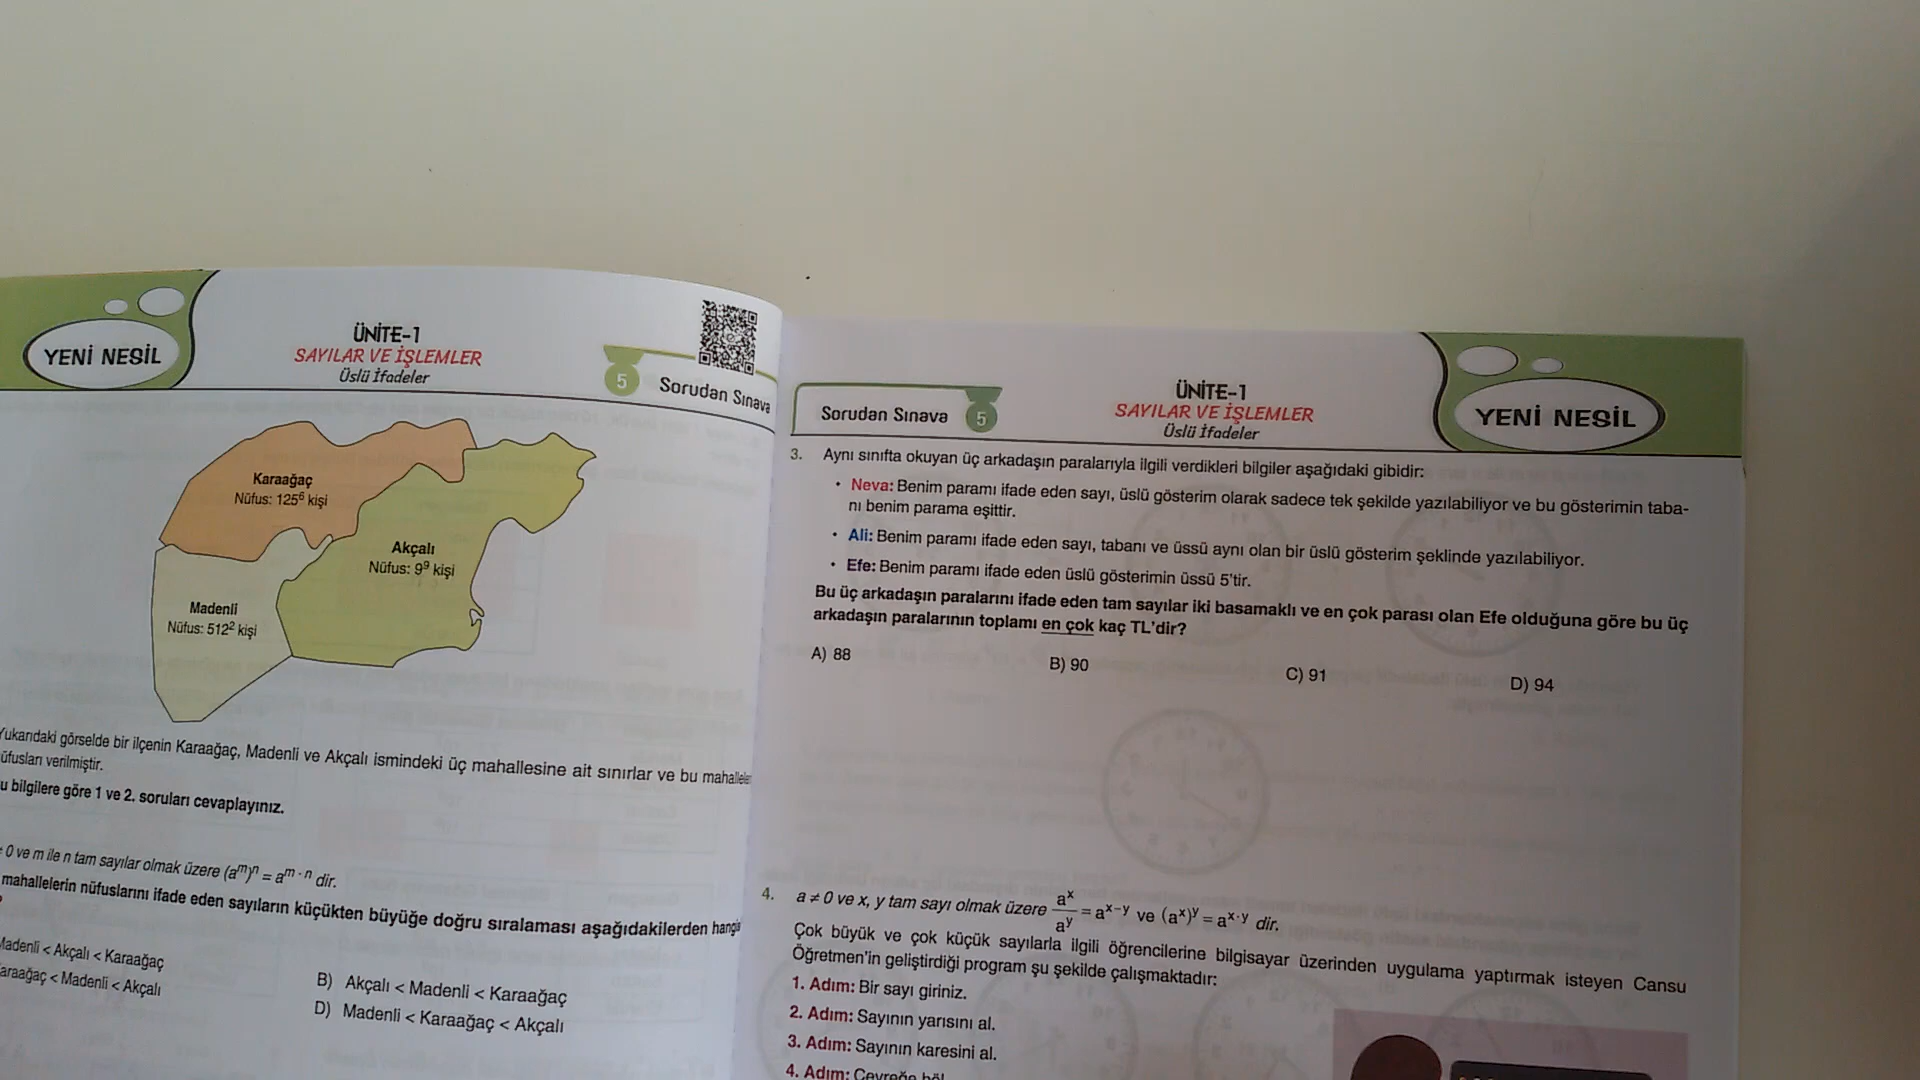 YENİ NESİL
ÜNİTE-1
SAYILAR VE İŞLEMLER
Üslü İfadeler
5
Sorudan Sınava
Karaağaç
Nüfus: 125⁶ kişi
Akçalı
Nüfus: 9⁹ kişi
Madenli
Nüfus: 512² kişi
Yukarıdaki görselde bir ilçenin Karaağaç, Madenli ve Akçalı ismindeki üç mahallesine ait sınırlar ve bu
verilmiştir.
bilgilere göre 1 ve 2. soruları cevaplayınız.
0 ve m ile n tam sayılar olmak üzere (aᵐ)ⁿ = aᵐ · ⁿ dir.
mahallelerin nüfuslarını ifade eden sayıların küçükten büyüğe doğru sıralaması aşağıdakilerden
Madenli < Akçalı < Karaağaç
B) Akçalı < Madenli < Karaağaç
< Madenli < Akçalı
D) Madenli < Karaağaç < Akçalı
Sorudan Sınava
5
ÜNİTE-1
SAYILAR VE İŞLEMLER
Üslü İfadeler
YENİ NESİL
3. Aynı sınıfta okuyan üç arkadaşın paralarıyla ilgili verdikleri bilgiler aşağıdaki gibidir:
• Neva: Benim paramı ifade eden sayı, üslü gösterim olarak sadece tek şekilde yazılabiliyor ve bu gösterimin taba-
nı benim parama eşittir.
• Ali: Benim paramı ifade eden sayı, tabanı ve üssü aynı olan bir üslü gösterim şeklinde yazılabiliyor.
• Efe: Benim paramı ifade eden üslü gösterimin üssü 5'tir.
Bu üç arkadaşın paralarını ifade eden tam sayılar iki basamaklı ve en çok parası olan Efe olduğuna göre bu üç
arkadaşın paralarının toplamı en çok kaç TL'dir?
A) 88
B) 90
C) 91
D) 94
4. a ≠ 0 ve x, y tam sayı olmak üzere aˣ/aʸ = aˣ⁻ʸ ve (aˣ)ʸ = aˣ·ʸ dir.
Çok büyük ve çok küçük sayılarla ilgili öğrencilerine bilgisayar üzerinden uygulama yaptırmak isteyen Cansu
Öğretmen'in geliştirdiği program şu şekilde çalışmaktadır:
1. Adım: Bir sayı giriniz.
2. Adım: Sayının yarısını al.
3. Adım: Sayının karesini al.
4. Adım: